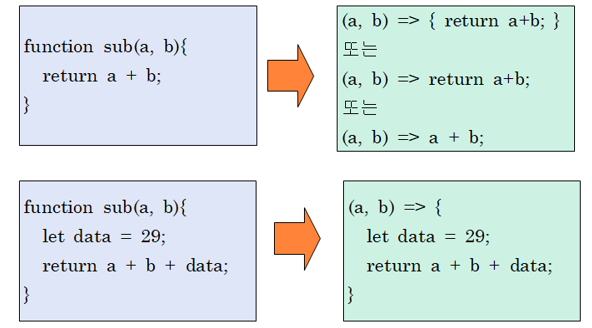 function sub(a, b){
return a + b;
}
(a, b) => { return a+b; }
또는
(a, b) => return a+b;
또는
(a, b) => a + b;
function sub(a, b){
let data = 29;
return a + b + data;
}
(a, b) => {
let data = 29;
return a + b + data;
}